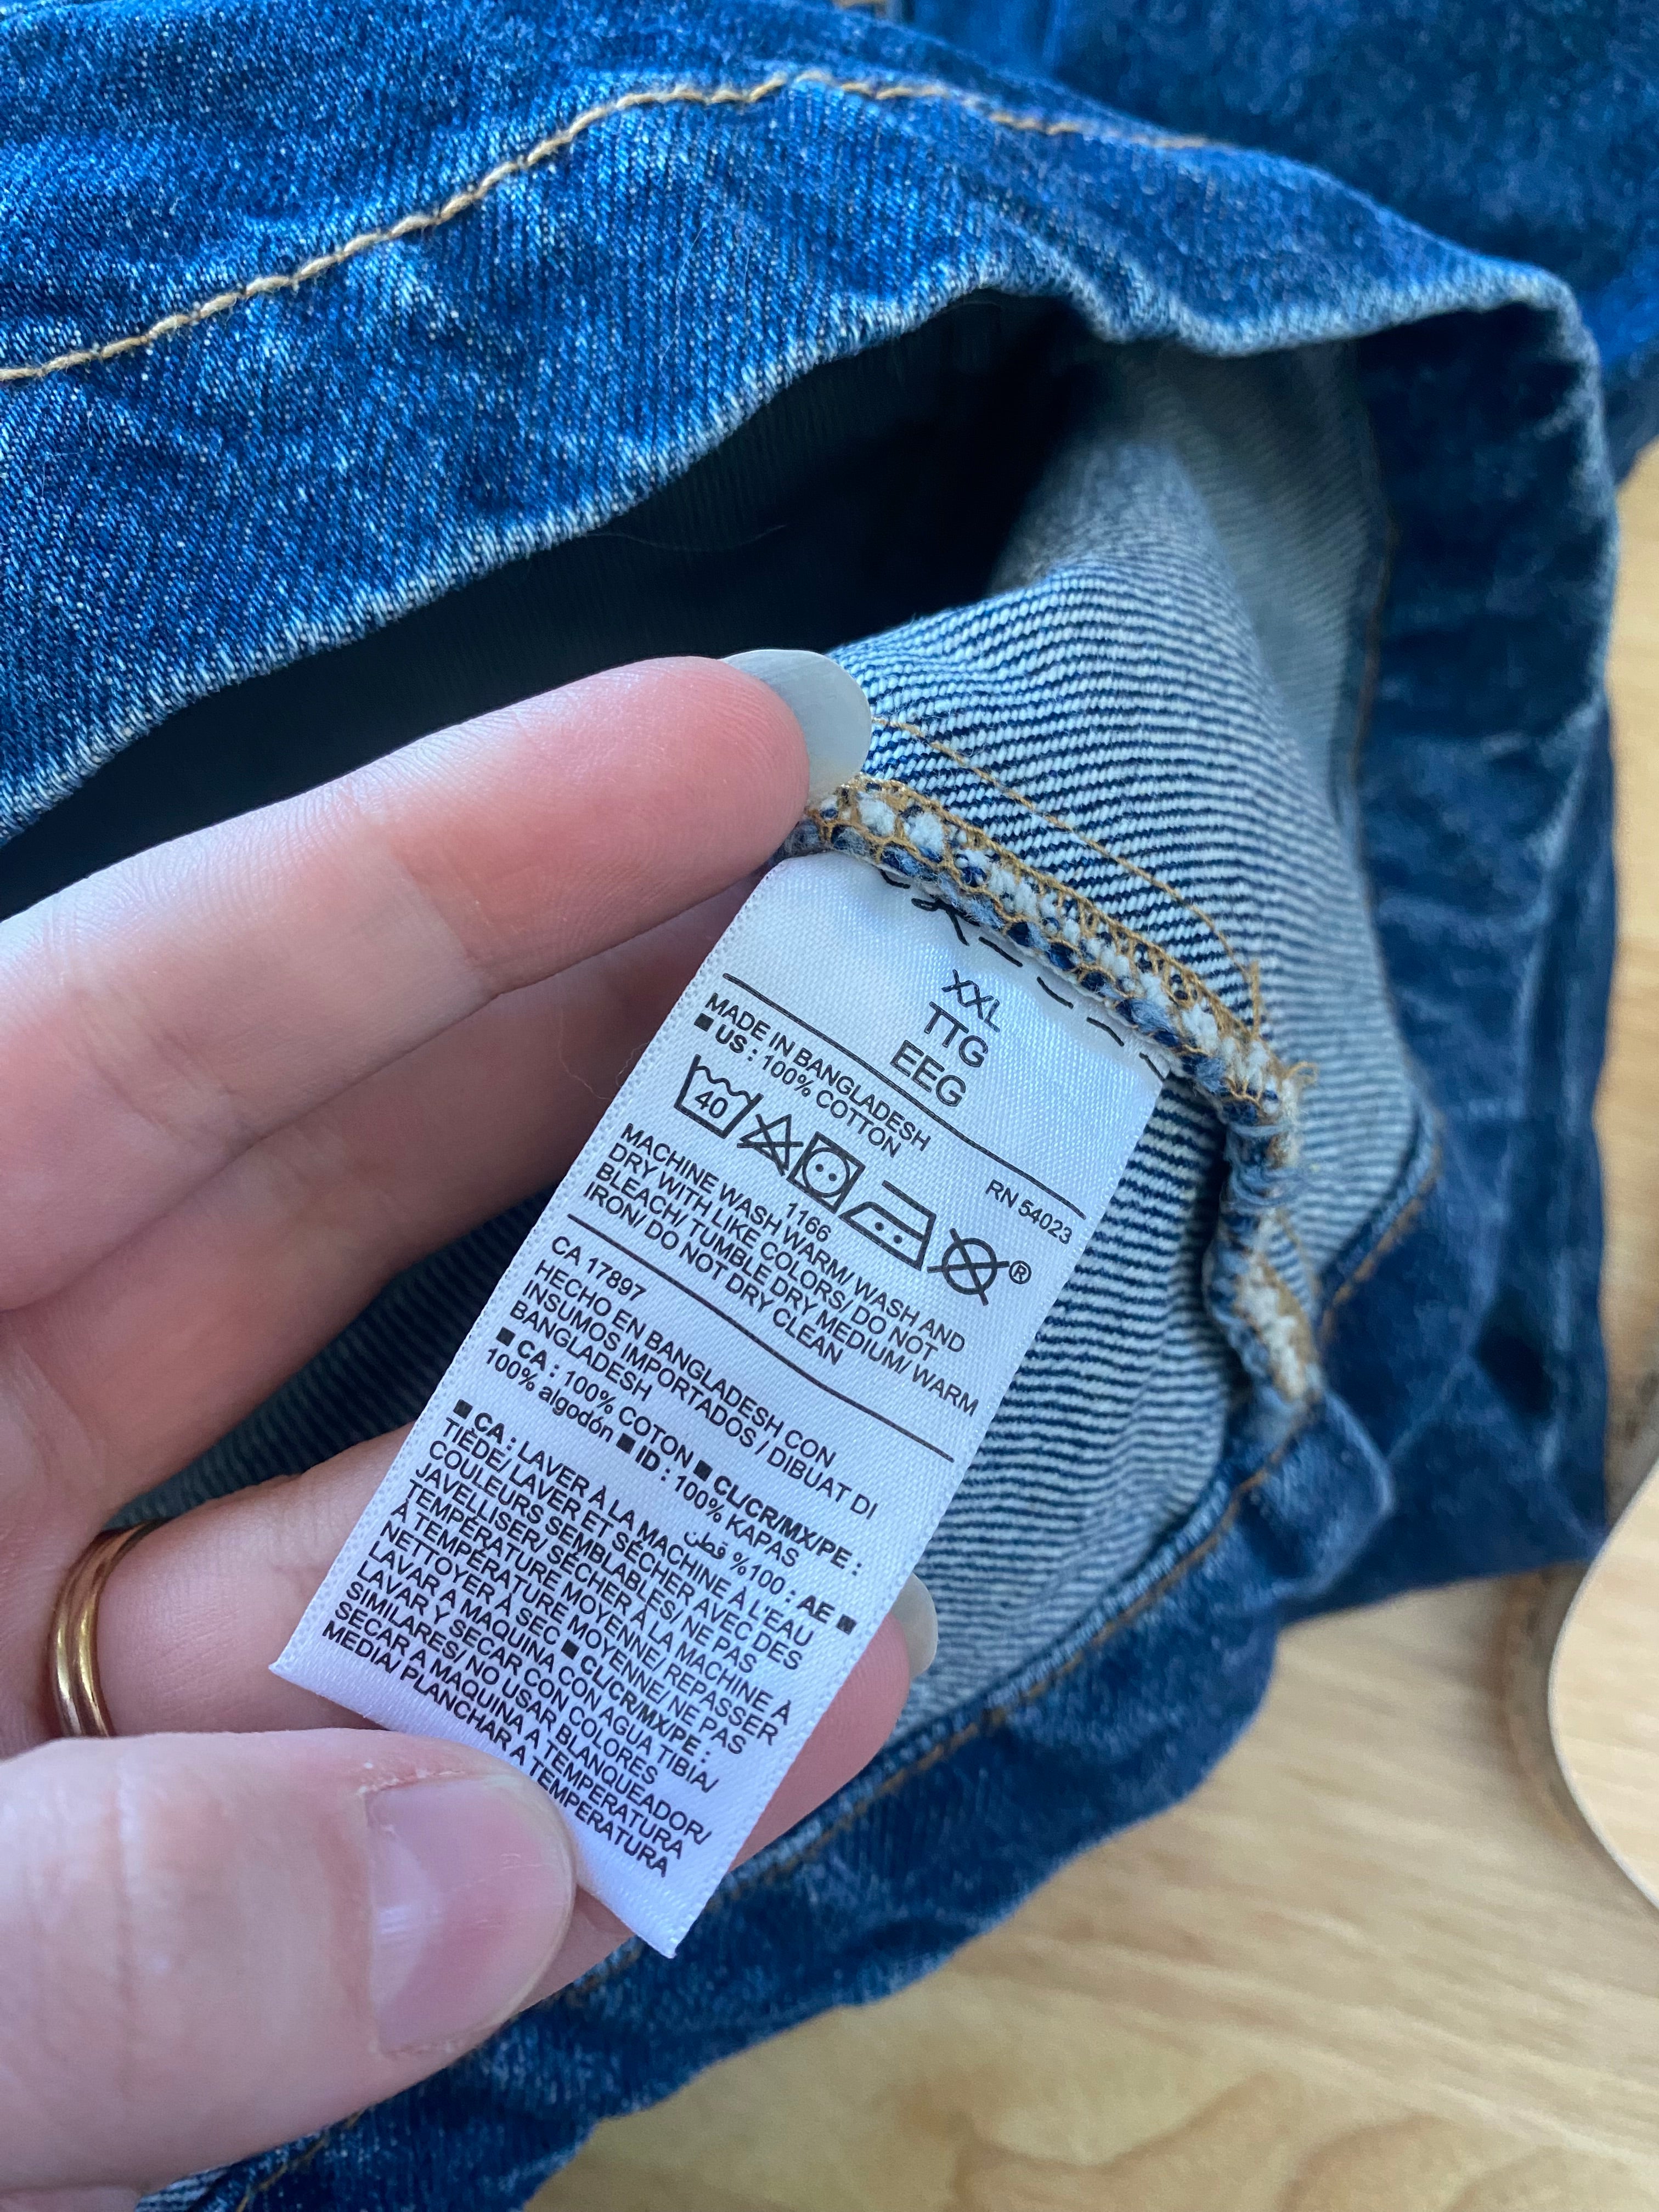 XXL
TTG
EEG
MADE IN BANGLADESH
■ US : 100% COTTON
RN 54023
40
®
1166
MACHINE WASH WARM/ WASH AND
DRY WITH LIKE COLORS/ DO NOT
BLEACH/ TUMBLE DRY MEDIUM/ WARM
IRON/ DO NOT DRY CLEAN
CA 17897
HECHO EN BANGLADESH CON
INSUMOS IMPORTADOS / DIBUAT DI
BANGLADESH
■ CA : 100% COTON ■ CL/CR/MX/PE :
100% algodón ■ ID : 100% KAPAS
■ AE : 100% قطن
■ CA : LAVER À LA MACHINE À L'EAU
TIÈDE/ LAVER ET SÉCHER AVEC DES
COULEURS SEMBLABLES/ NE PAS
JAVELLISER/ SÉCHER À LA MACHINE À
TEMPÉRATURE MOYENNE/ REPASSER
À TEMPÉRATURE MOYENNE/ NE PAS
NETTOYER À SEC ■ CL/CR/MX/PE :
LAVAR A MAQUINA CON AGUA TIBIA/
LAVAR Y SECAR CON COLORES
SIMILARES/ NO USAR BLANQUEADOR/
SECAR A MAQUINA A TEMPERATURA
MEDIA/ PLANCHAR A TEMPERATURA